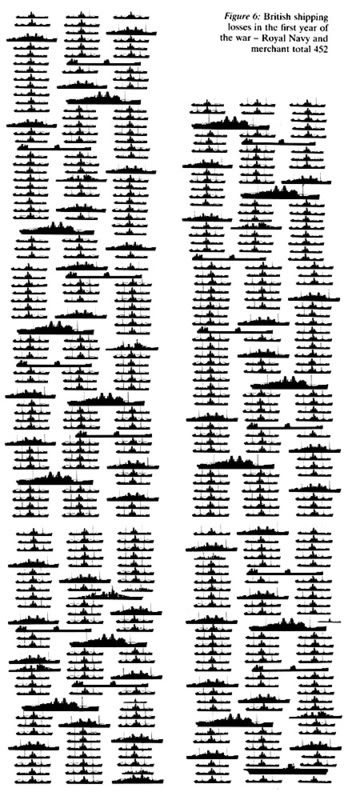 Figure 6: British shipping
losses in the first year of
the war – Royal Navy and
merchant total 452